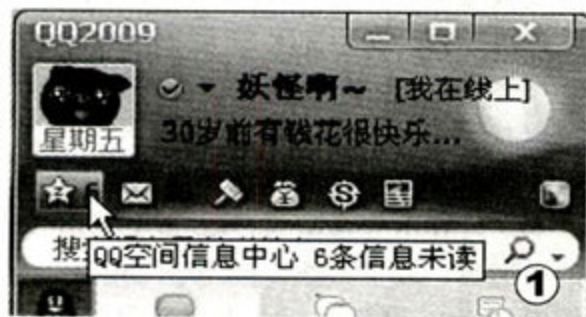 QQ2009
妖怪啊~ [我在线上]
星期五
30岁前有钱花很快乐...
6
搜
QQ空间信息中心 6条信息未读
①